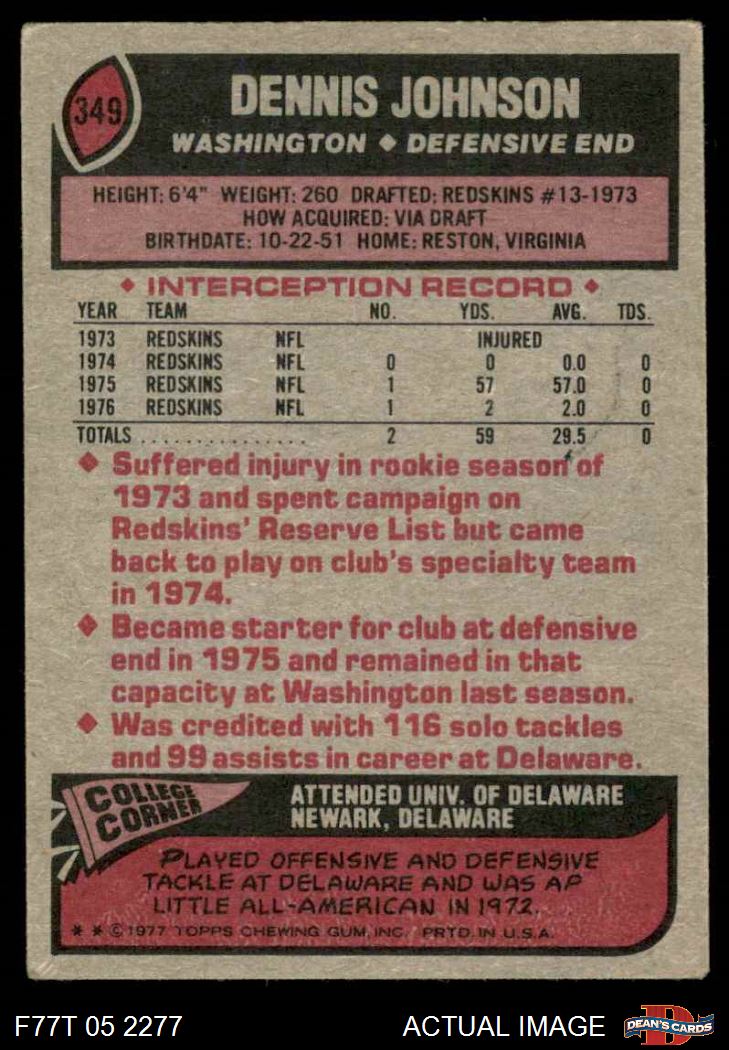 349
DENNIS JOHNSON
WASHINGTON ♦ DEFENSIVE END
HEIGHT: 6'4" WEIGHT: 260 DRAFTED: REDSKINS #13-1973
HOW ACQUIRED: VIA DRAFT
BIRTHDATE: 10-22-51 HOME: RESTON, VIRGINIA
♦ INTERCEPTION RECORD ♦
YEAR TEAM NO. YDS. AVG. TDS.
1973 REDSKINS NFL INJURED
1974 REDSKINS NFL 0 0 0.0 0
1975 REDSKINS NFL 1 57 57.0 0
1976 REDSKINS NFL 1 2 2.0 0
TOTALS ................ 2 59 29.5 0
♦ Suffered injury in rookie season of
1973 and spent campaign on
Redskins' Reserve List but came
back to play on club's specialty team
in 1974.
♦ Became starter for club at defensive
end in 1975 and remained in that
capacity at Washington last season.
♦ Was credited with 116 solo tackles
and 99 assists in career at Delaware.
COLLEGE
CORNER
ATTENDED UNIV. OF DELAWARE
NEWARK, DELAWARE
PLAYED OFFENSIVE AND DEFENSIVE
TACKLE AT DELAWARE AND WAS AP
LITTLE ALL-AMERICAN IN 1972.
* * © 1977 TOPPS CHEWING GUM, INC. PRTD. IN U.S.A.
F77T 05 2277
ACTUAL IMAGE
DEAN'S CARDS